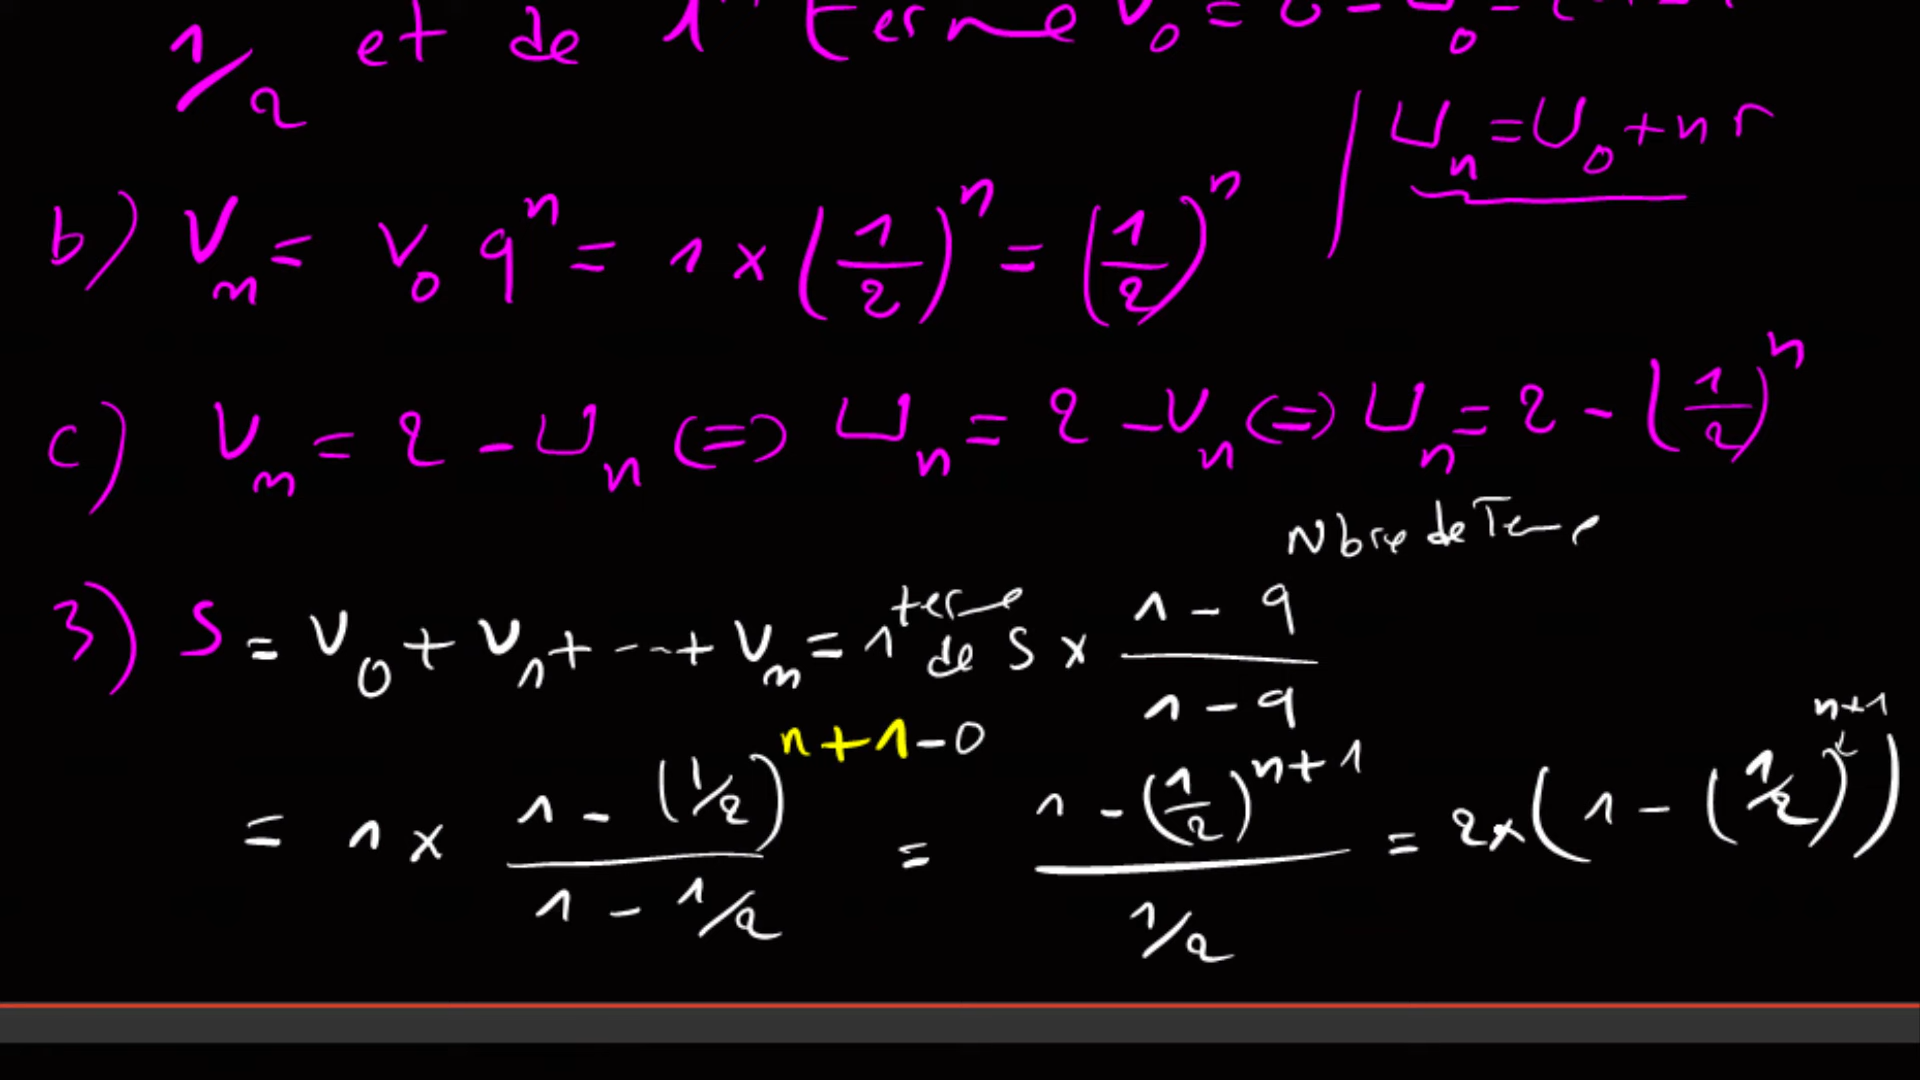 1/2 et de 1er terme V₀ =
| Uₙ = U₀ + n r
b) Vₙ = V₀ qⁿ = 1 × (1/2)ⁿ = (1/2)ⁿ
c) Vₙ = 2 - Uₙ (=) Uₙ = 2 - Vₙ (=) Uₙ = 2 - (1/2)ⁿ
3) S = V₀ + V₁ + --- + Vₙ = 1 terme de S × (1 - q^Nbre de Terme)/(1 - q)
= 1 × (1 - (1/2)^(n+1-0))/(1 - 1/2) = (1 - (1/2)^(n+1))/(1/2) = 2 × (1 - (1/2)^(n+1))